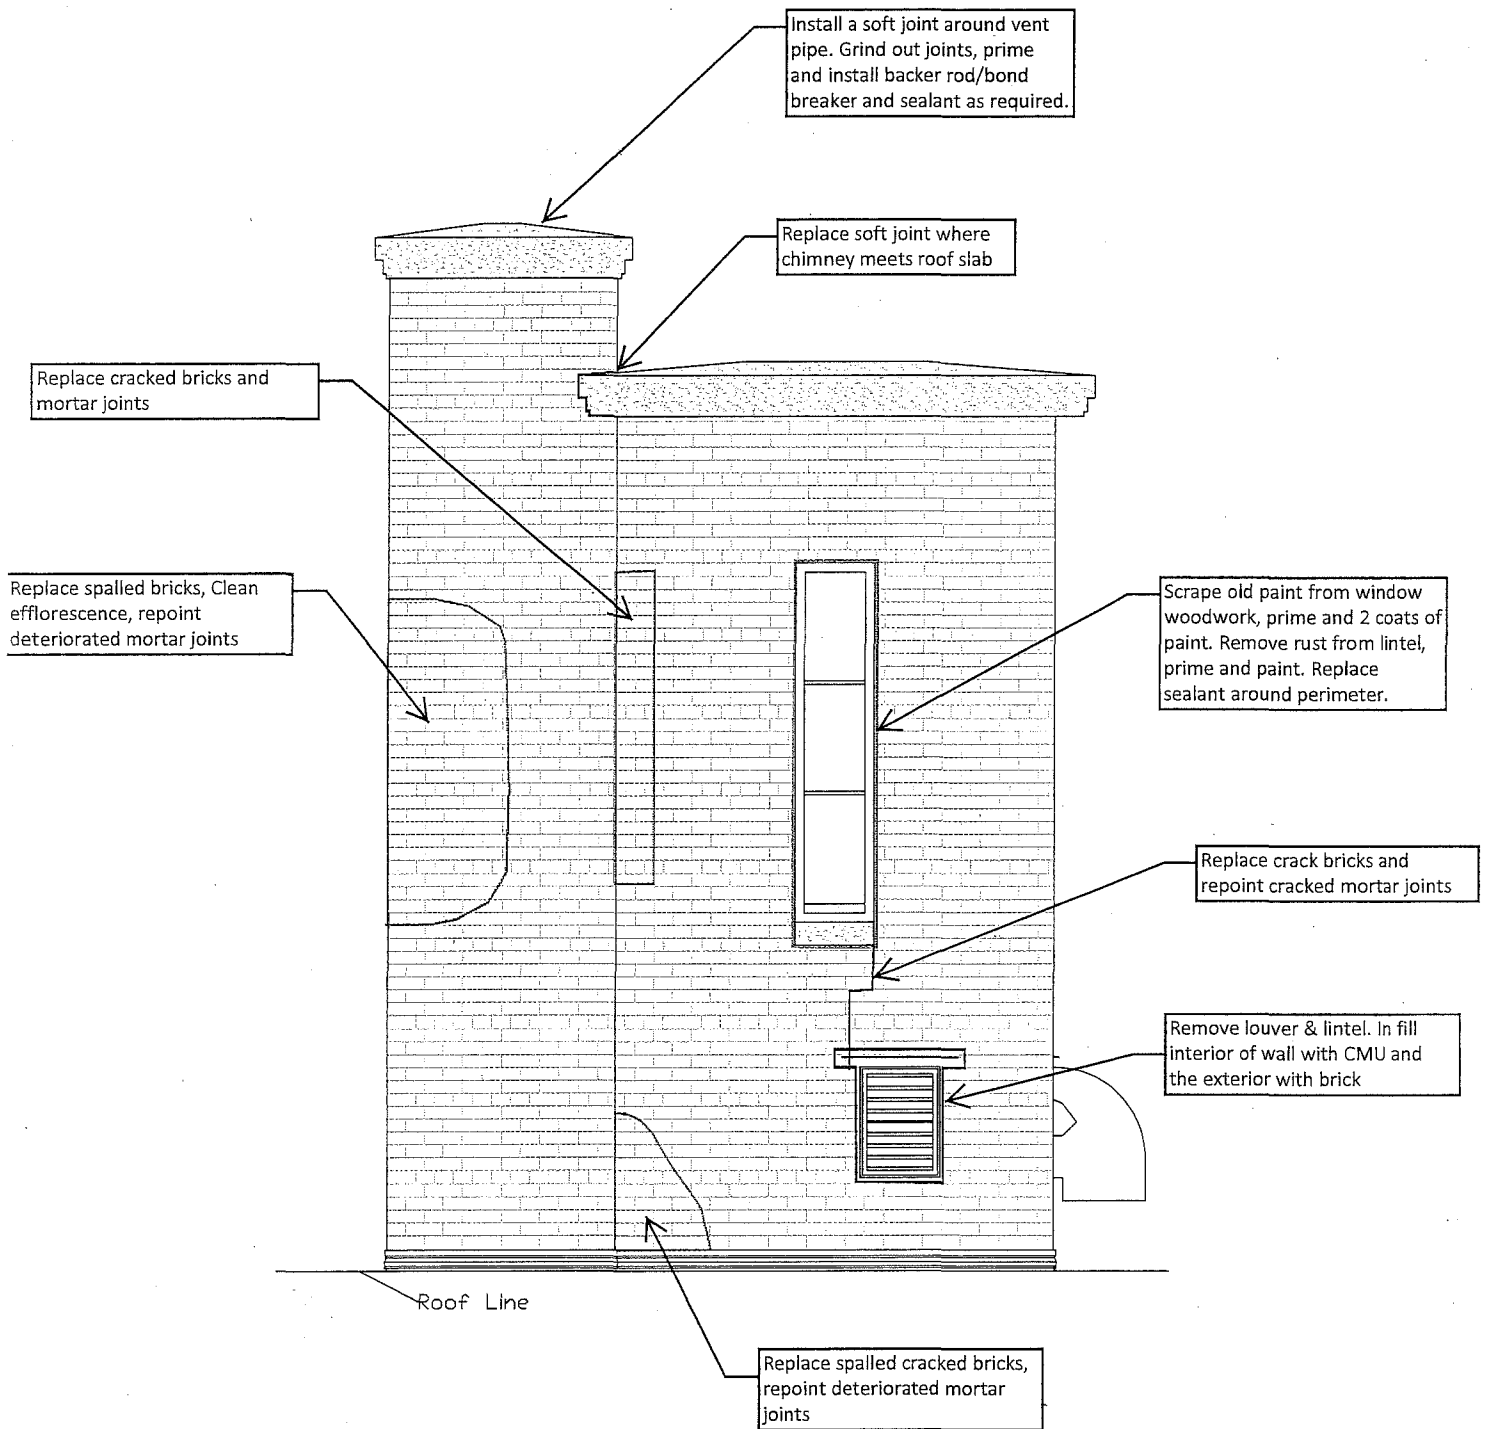 Install a soft joint around vent
pipe. Grind out joints, prime
and install backer rod/bond
breaker and sealant as required.
Replace soft joint where
chimney meets roof slab
Replace cracked bricks and
mortar joints
Replace spalled bricks, Clean
efflorescence, repoint
deteriorated mortar joints
Scrape old paint from window
woodwork, prime and 2 coats of
paint. Remove rust from lintel,
prime and paint. Replace
sealant around perimeter.
Replace crack bricks and
repoint cracked mortar joints
Remove louver & lintel. In fill
interior of wall with CMU and
the exterior with brick
Roof Line
Replace spalled cracked bricks,
repoint deteriorated mortar
joints